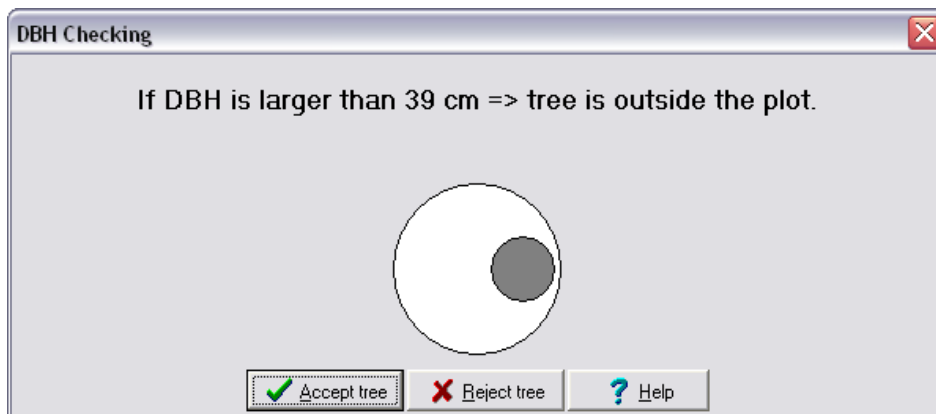 DBH Checking
If DBH is larger than 39 cm => tree is outside the plot.
Accept tree
Reject tree
Help